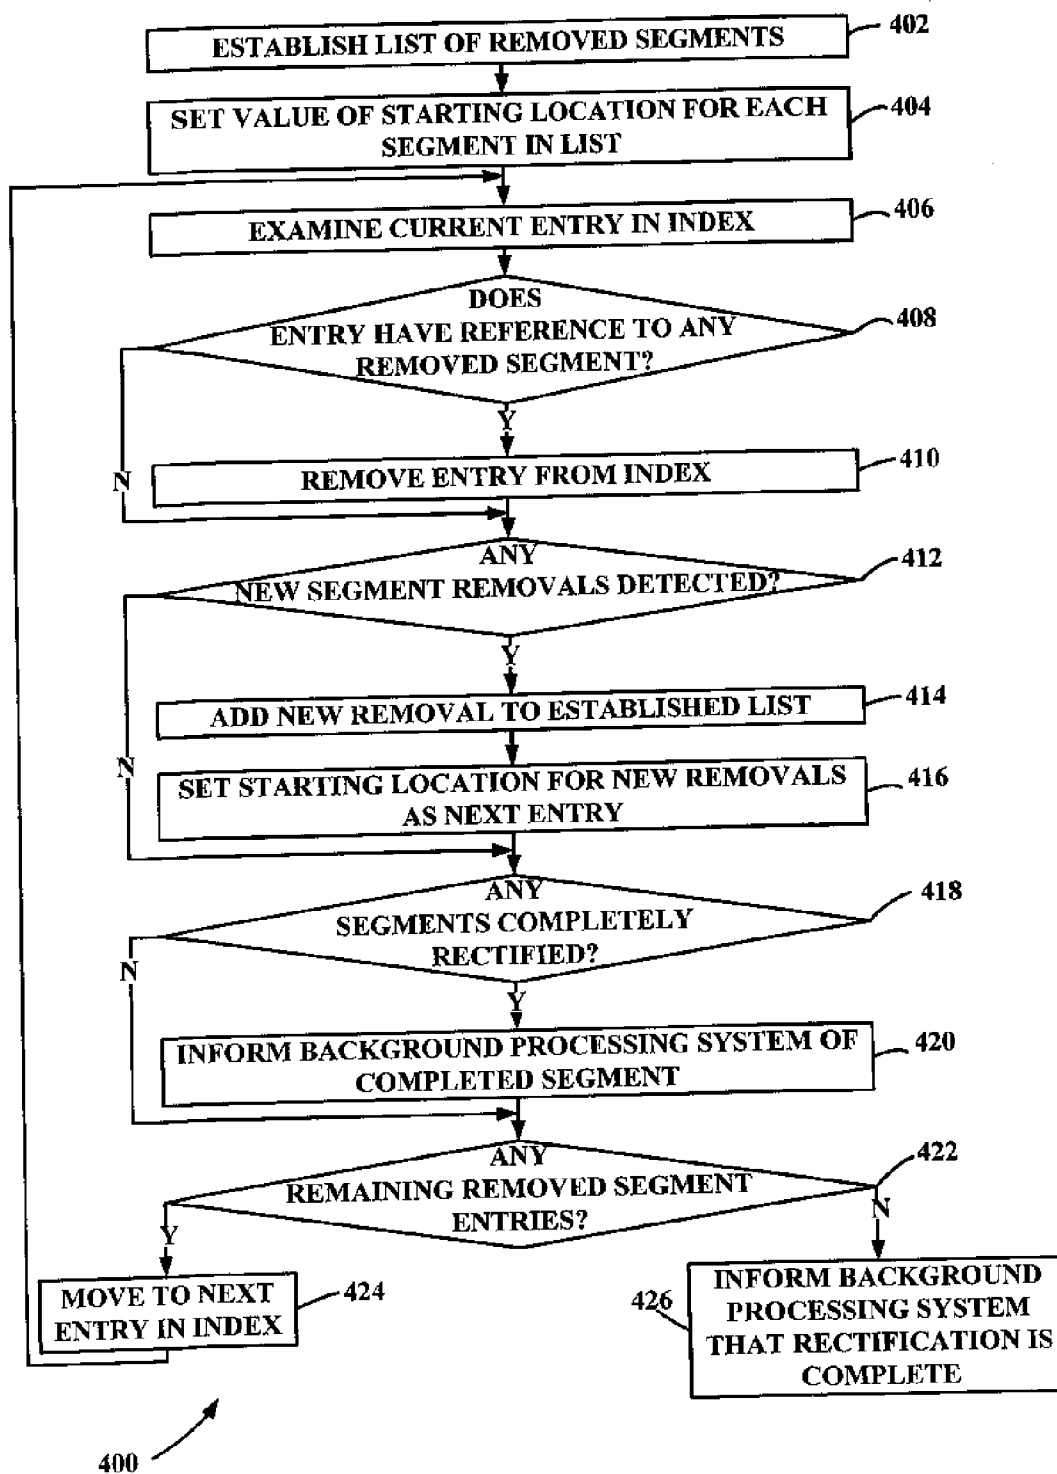 ESTABLISH LIST OF REMOVED SEGMENTS
402
SET VALUE OF STARTING LOCATION FOR EACH
SEGMENT IN LIST
404
EXAMINE CURRENT ENTRY IN INDEX
406
DOES
ENTRY HAVE REFERENCE TO ANY
REMOVED SEGMENT?
408
Y
N
REMOVE ENTRY FROM INDEX
410
ANY
NEW SEGMENT REMOVALS DETECTED?
412
Y
N
ADD NEW REMOVAL TO ESTABLISHED LIST
414
SET STARTING LOCATION FOR NEW REMOVALS
AS NEXT ENTRY
416
ANY
SEGMENTS COMPLETELY
RECTIFIED?
418
N
Y
INFORM BACKGROUND PROCESSING SYSTEM OF
COMPLETED SEGMENT
420
ANY
REMAINING REMOVED SEGMENT
ENTRIES?
422
Y
N
MOVE TO NEXT
ENTRY IN INDEX
424
426
INFORM BACKGROUND
PROCESSING SYSTEM
THAT RECTIFICATION IS
COMPLETE
400